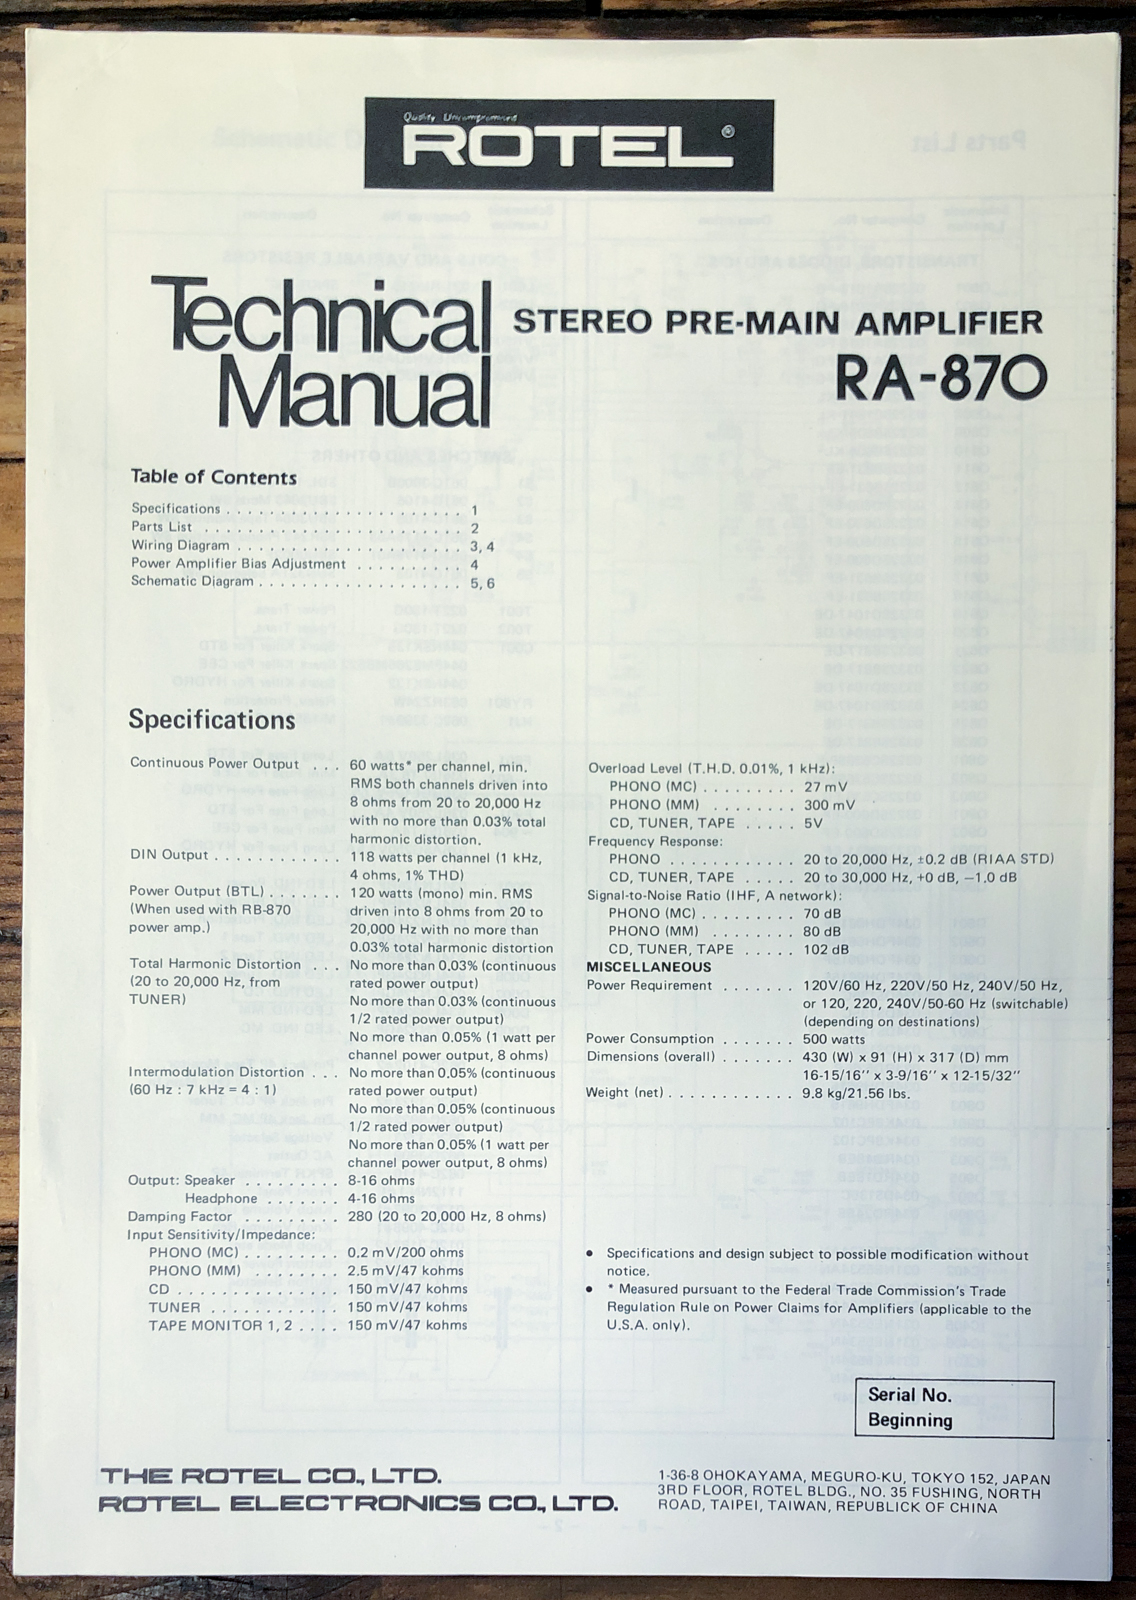 Quality Uncompromised
ROTEL®
Technical
Manual
STEREO PRE-MAIN AMPLIFIER
RA-870
Table of Contents
Specifications . . . . . . . . . . . . . . . . . . . . . 1
Parts List . . . . . . . . . . . . . . . . . . . . . . . 2
Wiring Diagram . . . . . . . . . . . . . . . . . . . . 3, 4
Power Amplifier Bias Adjustment . . . . . . . . . . 4
Schematic Diagram . . . . . . . . . . . . . . . . . . 5, 6
Specifications
Continuous Power Output . . . 60 watts* per channel, min.
RMS both channels driven into
8 ohms from 20 to 20,000 Hz
with no more than 0.03% total
harmonic distortion.
DIN Output . . . . . . . . . . . . 118 watts per channel (1 kHz,
4 ohms, 1% THD)
Power Output (BTL) . . . . . . . 120 watts (mono) min. RMS
(When used with RB-870 driven into 8 ohms from 20 to
power amp.) 20,000 Hz with no more than
0.03% total harmonic distortion
Total Harmonic Distortion . . . No more than 0.03% (continuous
(20 to 20,000 Hz, from rated power output)
TUNER) No more than 0.03% (continuous
1/2 rated power output)
No more than 0.05% (1 watt per
channel power output, 8 ohms)
Intermodulation Distortion . . . No more than 0.05% (continuous
(60 Hz : 7 kHz = 4 : 1) rated power output)
No more than 0.05% (continuous
1/2 rated power output)
No more than 0.05% (1 watt per
channel power output, 8 ohms)
Output: Speaker . . . . . . . . . 8-16 ohms
Headphone . . . . . . . 4-16 ohms
Damping Factor . . . . . . . . . 280 (20 to 20,000 Hz, 8 ohms)
Input Sensitivity/Impedance:
PHONO (MC) . . . . . . . . . 0.2 mV/200 ohms
PHONO (MM) . . . . . . . . 2.5 mV/47 kohms
CD . . . . . . . . . . . . . . . 150 mV/47 kohms
TUNER . . . . . . . . . . . . 150 mV/47 kohms
TAPE MONITOR 1, 2 . . . . 150 mV/47 kohms
Overload Level (T.H.D. 0.01%, 1 kHz):
PHONO (MC) . . . . . . . . . 27 mV
PHONO (MM) . . . . . . . . 300 mV
CD, TUNER, TAPE . . . . . 5V
Frequency Response:
PHONO . . . . . . . . . . . . 20 to 20,000 Hz, ±0.2 dB (RIAA STD)
CD, TUNER, TAPE . . . . . 20 to 30,000 Hz, +0 dB, −1.0 dB
Signal-to-Noise Ratio (IHF, A network):
PHONO (MC) . . . . . . . . . 70 dB
PHONO (MM) . . . . . . . . 80 dB
CD, TUNER, TAPE . . . . . 102 dB
MISCELLANEOUS
Power Requirement . . . . . . . 120V/60 Hz, 220V/50 Hz, 240V/50 Hz,
or 120, 220, 240V/50-60 Hz (switchable)
(depending on destinations)
Power Consumption . . . . . . . 500 watts
Dimensions (overall) . . . . . . . 430 (W) x 91 (H) x 317 (D) mm
16-15/16" x 3-9/16" x 12-15/32"
Weight (net) . . . . . . . . . . . . 9.8 kg/21.56 lbs.
● Specifications and design subject to possible modification without
notice.
● * Measured pursuant to the Federal Trade Commission's Trade
Regulation Rule on Power Claims for Amplifiers (applicable to the
U.S.A. only).
Serial No.
Beginning
THE ROTEL CO., LTD.
ROTEL ELECTRONICS CO., LTD.
1-36-8 OHOKAYAMA, MEGURO-KU, TOKYO 152, JAPAN
3RD FLOOR, ROTEL BLDG., NO. 35 FUSHING, NORTH
ROAD, TAIPEI, TAIWAN, REPUBLICK OF CHINA